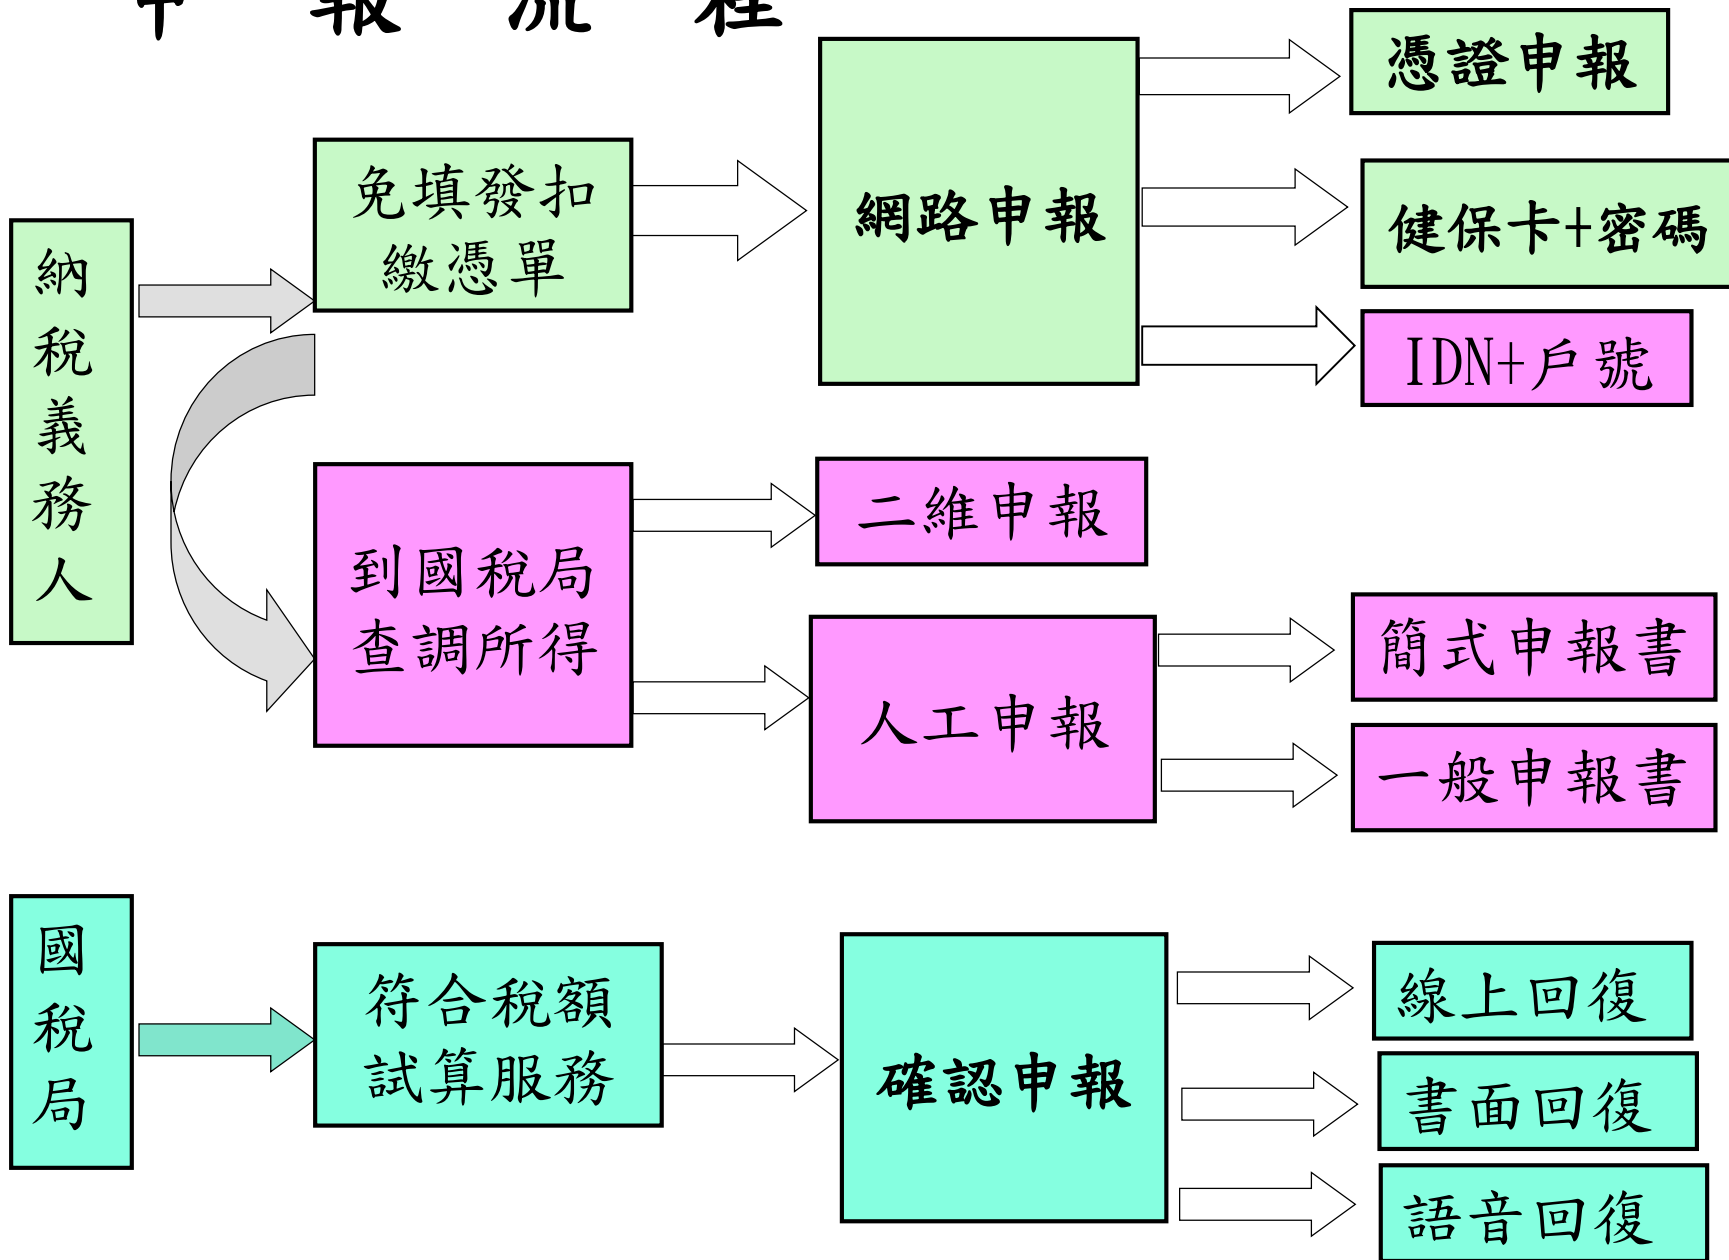 申報流程
納稅義務人
免填發扣
繳憑單
網路申報
憑證申報
健保卡+密碼
IDN+戶號
到國稅局
查調所得
二維申報
人工申報
簡式申報書
一般申報書
國稅局
符合稅額
試算服務
確認申報
線上回復
書面回復
語音回復